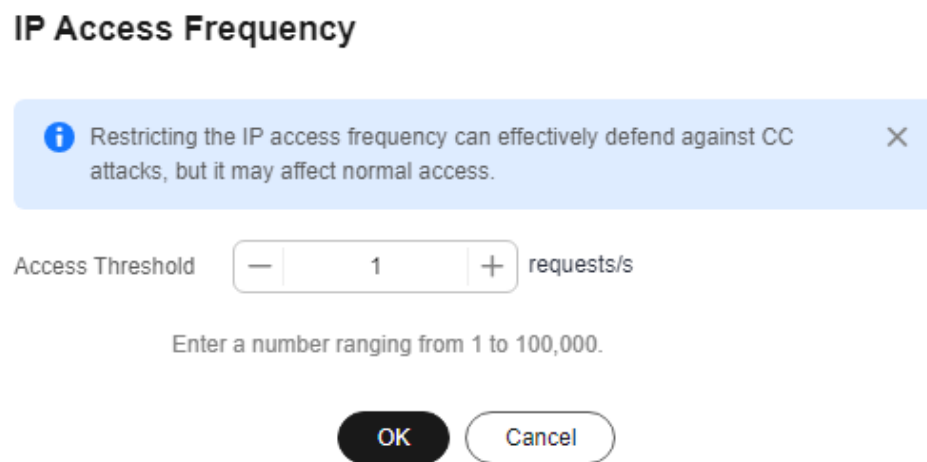 IP Access Frequency
Restricting the IP access frequency can effectively defend against CC
attacks, but it may affect normal access.
Access Threshold 1 requests/s
Enter a number ranging from 1 to 100,000.
OK Cancel